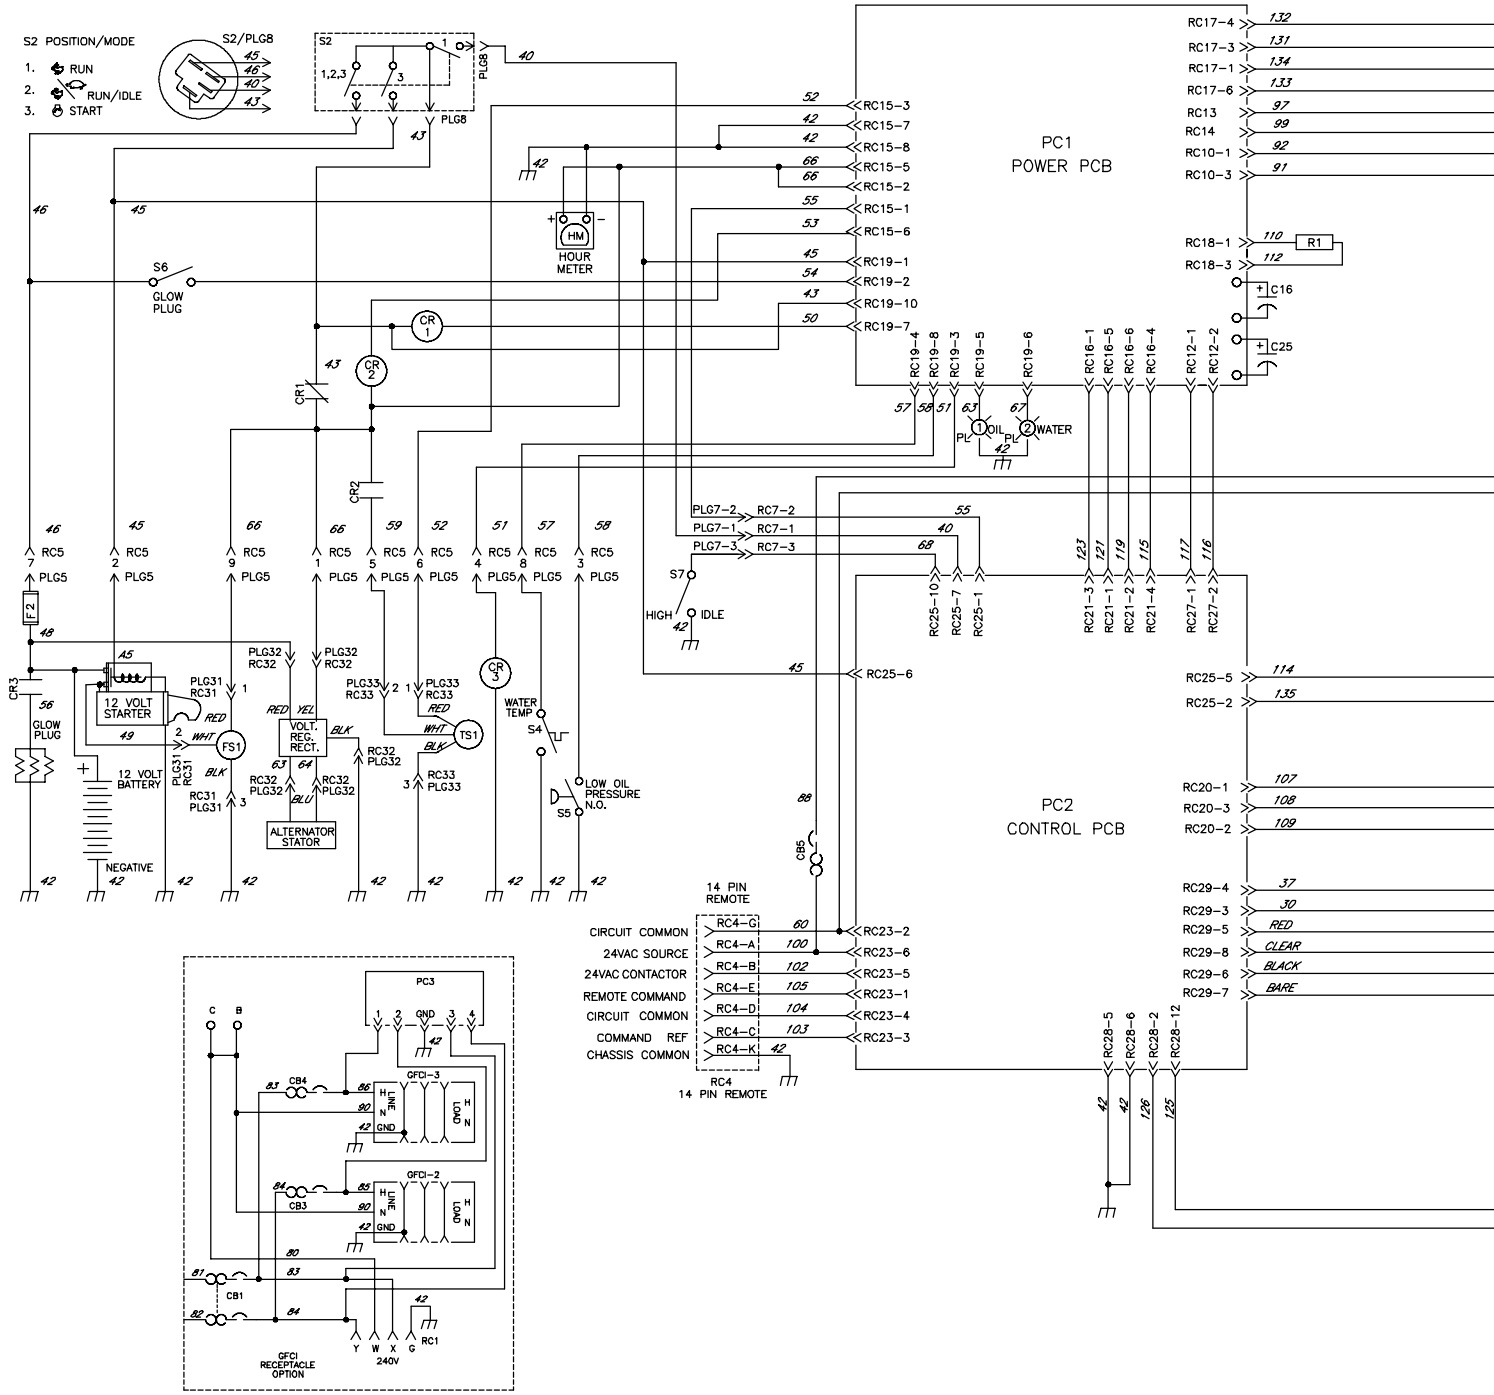 S2 POSITION/MODE
1. RUN
2. RUN/IDLE
3. START
S2/PLG8
45
46
40
43
S2
1,2,3
3
1
PLG8
PLG8
40
43
46
45
S6
GLOW
PLUG
43
CR1
CR
1
CR
2
CR2
+ -
HM
HOUR
METER
42
52
42
42
66
66
55
53
45
54
43
50
RC15-3
RC15-7
RC15-8
RC15-5
RC15-2
RC15-1
RC15-6
RC19-1
RC19-2
RC19-10
RC19-7
PC1
POWER PCB
RC17-4 132
RC17-3 131
RC17-1 134
RC17-6 133
RC13 97
RC14 99
RC10-1 92
RC10-3 91
RC18-1 110 R1
RC18-3 112
+ C16
+ C25
RC19-4
RC19-8
RC19-3
RC19-5
RC19-6
RC16-1
RC16-5
RC16-6
RC16-4
RC12-1
RC12-2
57 58 51 63 67
PL 1 OIL
PL 2 WATER
42
46 45 66 66 59 52 51 57 58
RC5 7 PLG5
RC5 2 PLG5
RC5 9 PLG5
RC5 1 PLG5
RC5 5 PLG5
RC5 6 PLG5
RC5 4 PLG5
RC5 8 PLG5
RC5 3 PLG5
PLG7-2 RC7-2 55
PLG7-1 RC7-1 40
PLG7-3 RC7-3 68
S7
HIGH IDLE
42
123
121
119
115
117
116
RC25-10
RC25-7
RC25-1
RC21-3
RC21-1
RC21-2
RC21-4
RC27-1
RC27-2
F2
48
A5
CR3
56
GLOW
PLUG
12 VOLT
STARTER
49
+
12 VOLT
BATTERY
NEGATIVE
PLG31
RC31
1
RED
2
WHT
PLG31
RC31
FS1
BLK
RC31
PLG31
3
PLG32
RC32
PLG32
RC32
RED YEL
VOLT.
REG.
RECT.
BLK
RC32
PLG32
63 64
RC32
PLG32
RC32
PLG32
BLU
ALTERNATOR
STATOR
PLG33
RC33
2
1
PLG33
RC33
RED
WHT
BLK
TS1
3
RC33
PLG33
CR
3
WATER
TEMP
S4
LOW OIL
PRESSURE
N.O.
S5
42 42 42 42 42 42 42 42 42
45 RC25-6
88
CB5
PC2
CONTROL PCB
RC25-5 114
RC25-2 135
RC20-1 107
RC20-3 108
RC20-2 109
RC29-4 37
RC29-3 30
RC29-5 RED
RC29-8 CLEAR
RC29-6 BLACK
RC29-7 BARE
14 PIN
REMOTE
CIRCUIT COMMON RC4-G 60 RC23-2
24VAC SOURCE RC4-A 100 RC23-6
24VAC CONTACTOR RC4-B 102 RC23-5
REMOTE COMMAND RC4-E 105 RC23-1
CIRCUIT COMMON RC4-D 104 RC23-4
COMMAND REF RC4-C 103 RC23-3
CHASSIS COMMON RC4-K 42
RC4
14 PIN REMOTE
RC28-5
RC28-6
RC28-2
RC28-12
42
42
126
125
PC3
1 2 GND 3 4
42
C B
83 CB4 86
GFCI-3
H
90 N
LINE
LOAD
H
N
42 GND
84 CB3 85
GFCI-2
H
90 N
LINE
LOAD
H
N
42 GND
80
81 83
CB1
82 84
42
RC1
Y W X G
240V
GFCI
RECEPTACLE
OPTION